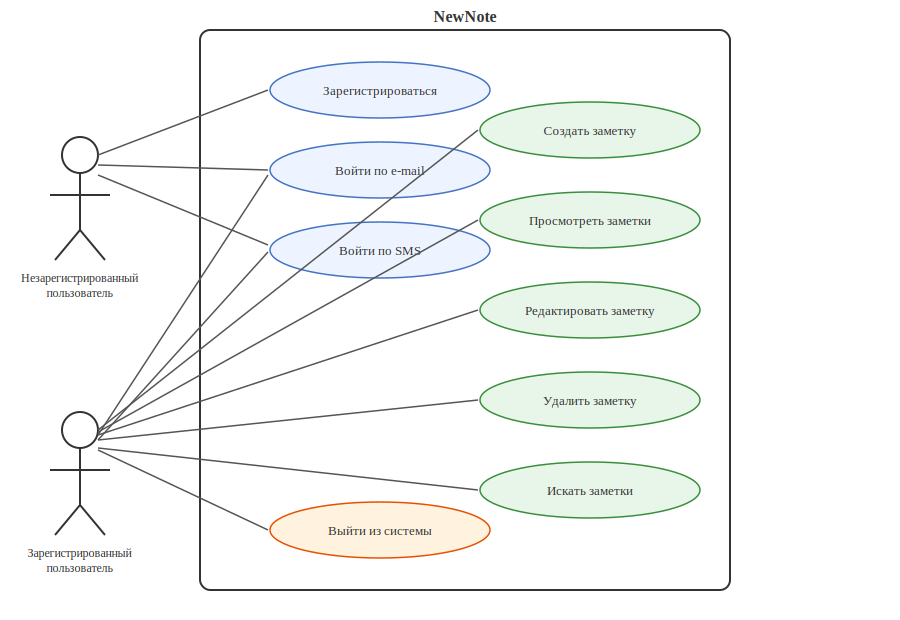 NewNote
Зарегистрироваться
Создать заметку
Войти по e-mail
Просмотреть заметки
Войти по SMS
Незарегистрированный
пользователь
Редактировать заметку
Удалить заметку
Искать заметки
Выйти из системы
Зарегистрированный
пользователь